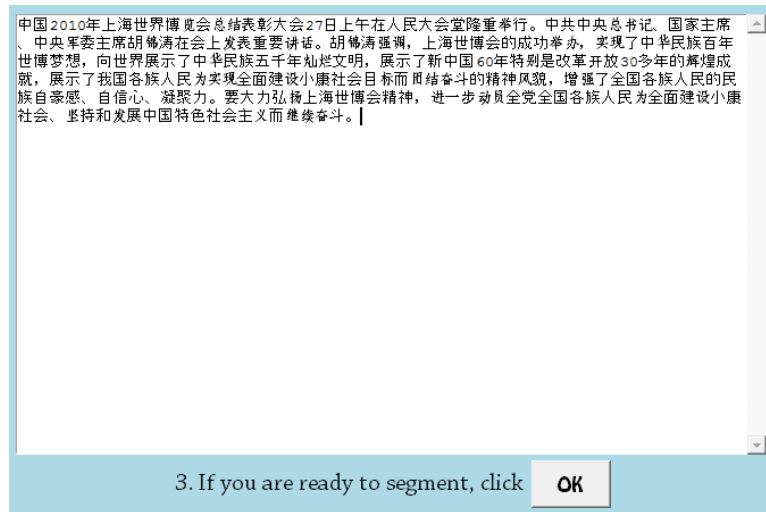 中国2010年上海世界博览会总结表彰大会27日上午在人民大会堂隆重举行。中共中央总书记、国家主席
、中央军委主席胡锦涛在会上发表重要讲话。胡锦涛强调，上海世博会的成功举办，实现了中华民族百年
世博梦想，向世界展示了中华民族五千年灿烂文明，展示了新中国60年特别是改革开放30多年的辉煌成
就，展示了我国各族人民为实现全面建设小康社会目标而团结奋斗的精神风貌，增强了全国各族人民的民
族自豪感、自信心、凝聚力。要大力弘扬上海世博会精神，进一步动员全党全国各族人民为全面建设小康
社会、坚持和发展中国特色社会主义而继续奋斗。
3. If you are ready to segment, click OK